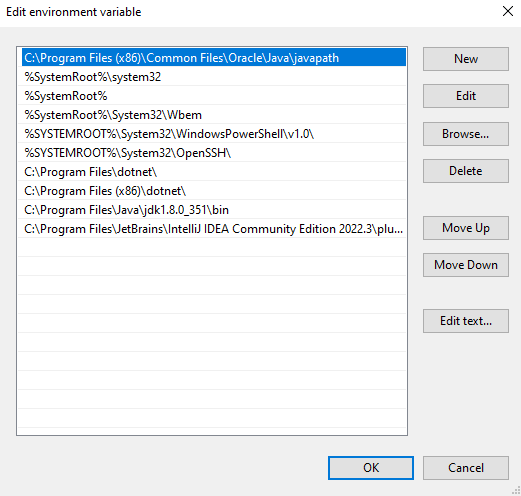 Edit environment variable
C:\Program Files (x86)\Common Files\Oracle\Java\javapath
%SystemRoot%\system32
%SystemRoot%
%SystemRoot%\System32\Wbem
%SYSTEMROOT%\System32\WindowsPowerShell\v1.0\
%SYSTEMROOT%\System32\OpenSSH\
C:\Program Files\dotnet\
C:\Program Files (x86)\dotnet\
C:\Program Files\Java\jdk1.8.0_351\bin
C:\Program Files\JetBrains\IntelliJ IDEA Community Edition 2022.3\plu...
New
Edit
Browse...
Delete
Move Up
Move Down
Edit text...
OK
Cancel